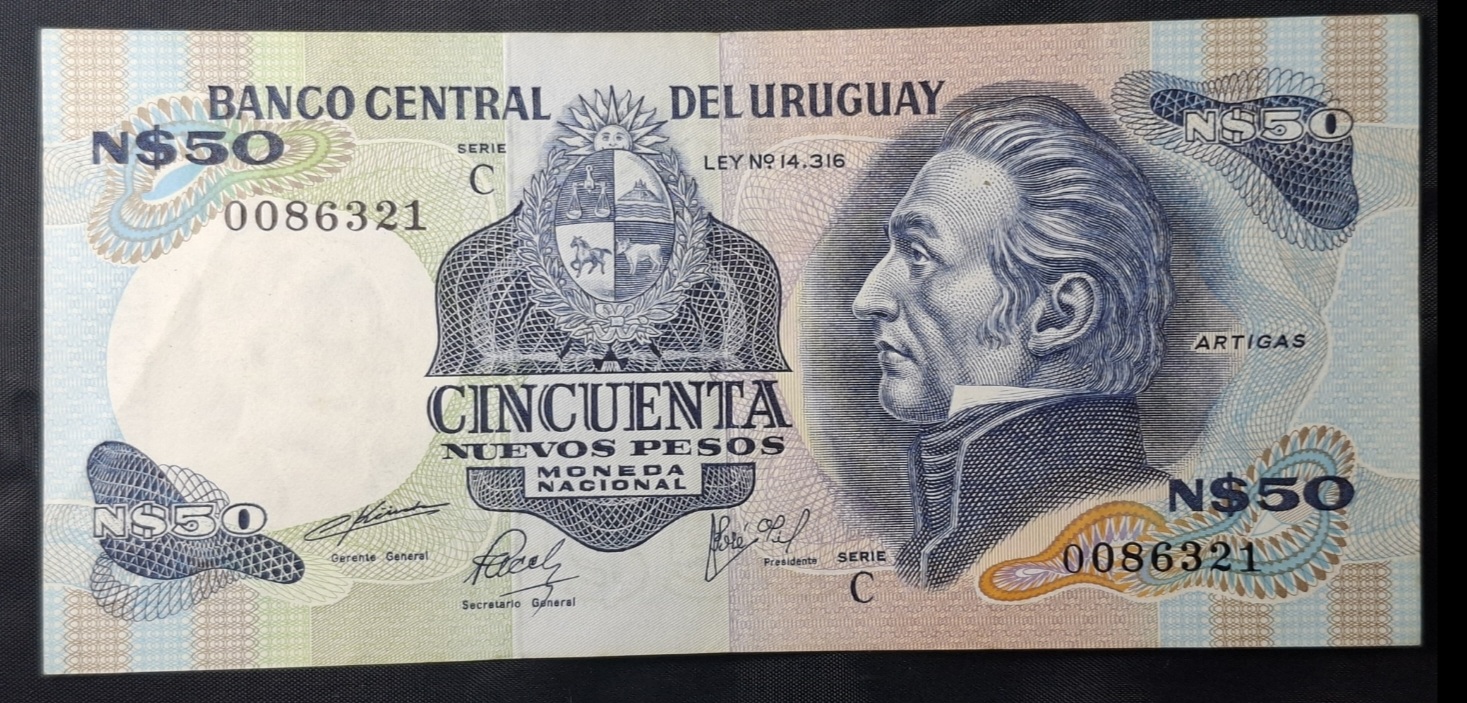 BANCO CENTRAL DEL URUGUAY
N$50
N$50
SERIE
C
LEY Nº 14.316
0086321
ARTIGAS
CINCUENTA
NUEVOS PESOS
MONEDA
NACIONAL
N$50
N$50
Gerente General
Secretario General
Presidente
SERIE
C
0086321